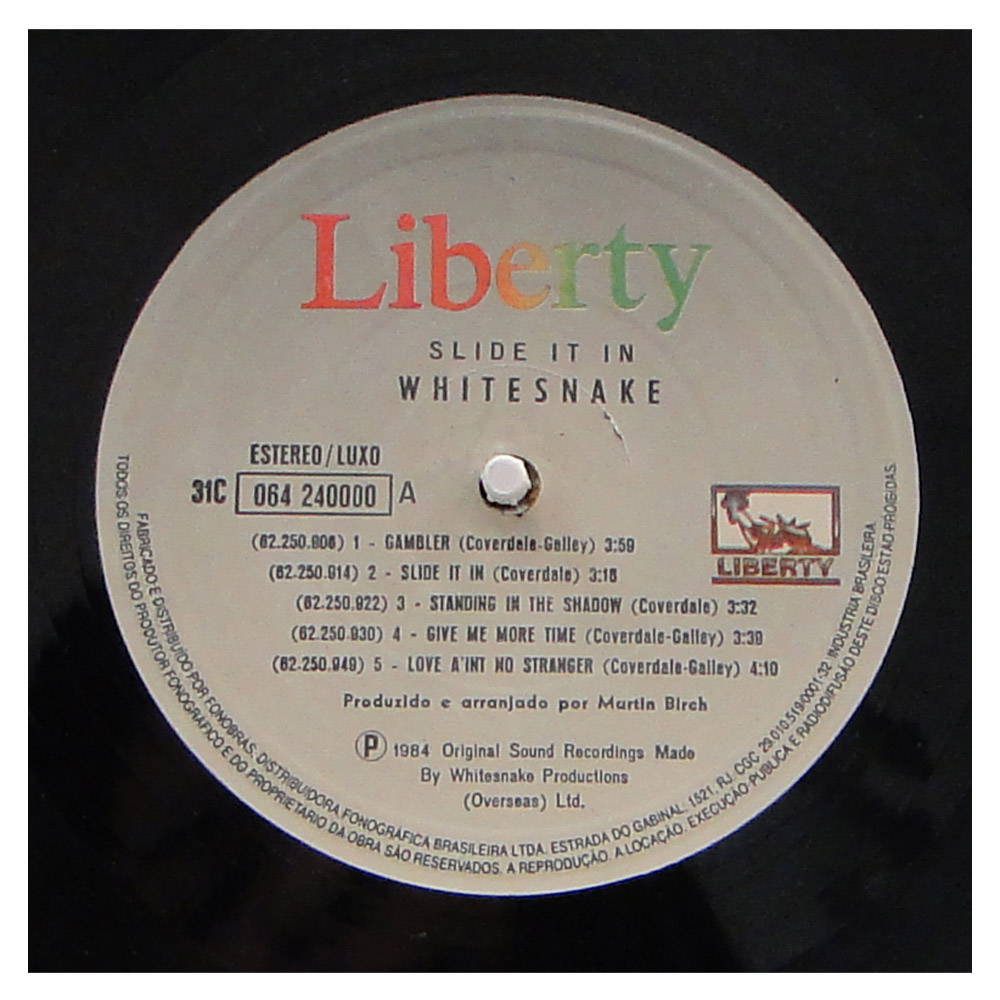 Liberty
SLIDE IT IN
WHITESNAKE
ESTEREO/LUXO
31C 064 240000 A
(62.250.906) 1 - GAMBLER (Coverdale-Galley) 3:59
(62.250.914) 2 - SLIDE IT IN (Coverdale) 3:18
(62.250.922) 3 - STANDING IN THE SHADOW (Coverdale) 3:32
(62.250.930) 4 - GIVE ME MORE TIME (Coverdale-Galley) 3:39
(62.250.949) 5 - LOVE A'INT NO STRANGER (Coverdale-Galley) 4:10
LIBERTY
Produzido e arranjado por Martin Birch
Ⓟ 1984 Original Sound Recordings Made
By Whitesnake Productions
(Overseas) Ltd.
FABRICADO E DISTRIBUÍDO POR FONOBRÁS, DISTRIBUIDORA FONOGRÁFICA BRASILEIRA LTDA. ESTRADA DO GABINAL, 1521, RJ. CGC 29.010.519/0001-32. INDÚSTRIA BRASILEIRA.
TODOS OS DIREITOS DO PRODUTOR FONOGRÁFICO E DO PROPRIETÁRIO DA OBRA SÃO RESERVADOS. A REPRODUÇÃO, A LOCAÇÃO, EXECUÇÃO PÚBLICA E RADIODIFUSÃO DESTE DISCO ESTÃO PROIBIDAS.